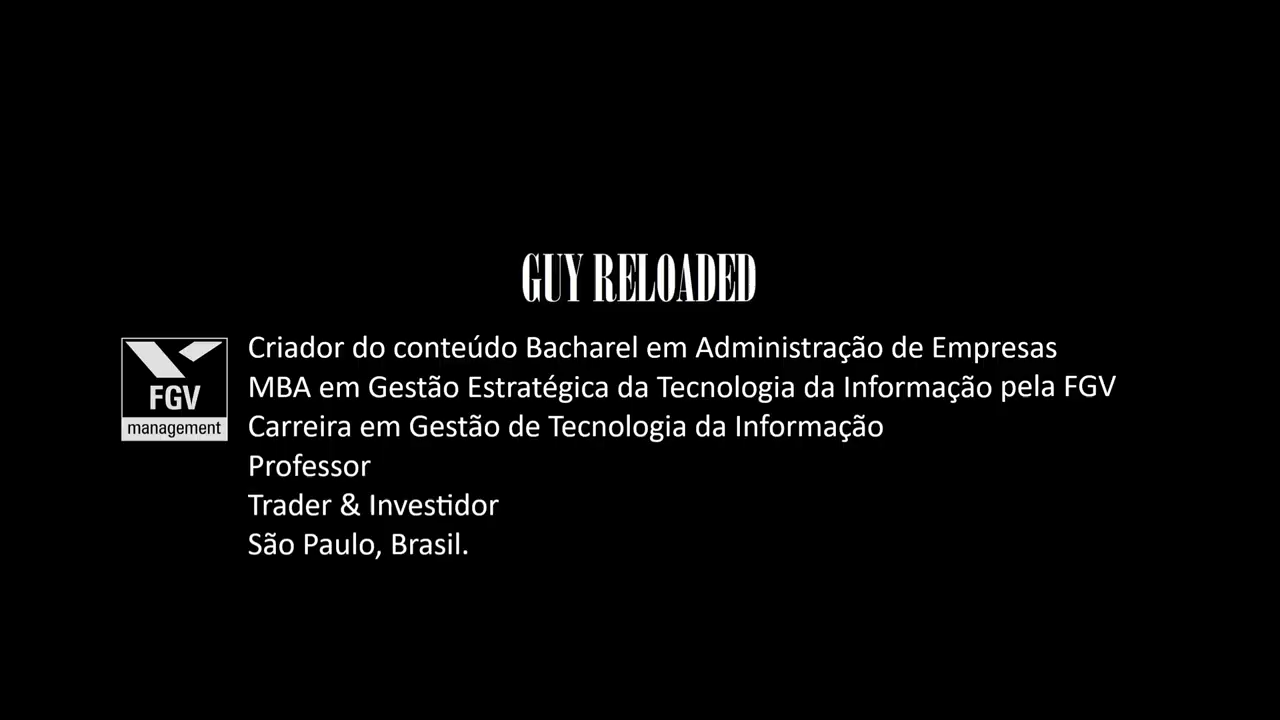 GUY RELOADED
Criador do conteúdo Bacharel em Administração de Empresas
MBA em Gestão Estratégica da Tecnologia da Informação pela FGV
Carreira em Gestão de Tecnologia da Informação
Professor
Trader & Investidor
São Paulo, Brasil.
FGV
management